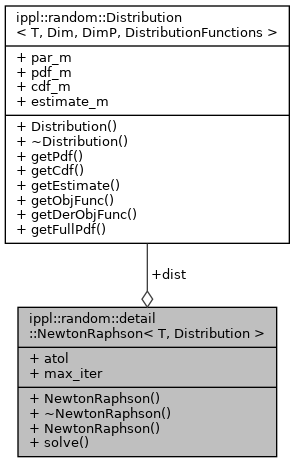 ippl::random::Distribution
< T, Dim, DimP, DistributionFunctions >
+ par_m
+ pdf_m
+ cdf_m
+ estimate_m
+ Distribution()
+ ~Distribution()
+ getPdf()
+ getCdf()
+ getEstimate()
+ getObjFunc()
+ getDerObjFunc()
+ getFullPdf()
+dist
ippl::random::detail
::NewtonRaphson< T, Distribution >
+ atol
+ max_iter
+ NewtonRaphson()
+ ~NewtonRaphson()
+ NewtonRaphson()
+ solve()